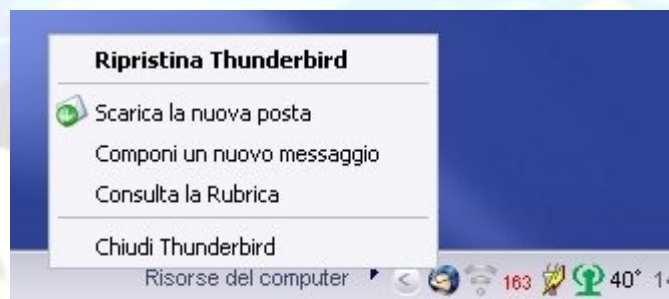 Ripristina Thunderbird
Scarica la nuova posta
Componi un nuovo messaggio
Consulta la Rubrica
Chiudi Thunderbird
Risorse del computer 163 40°